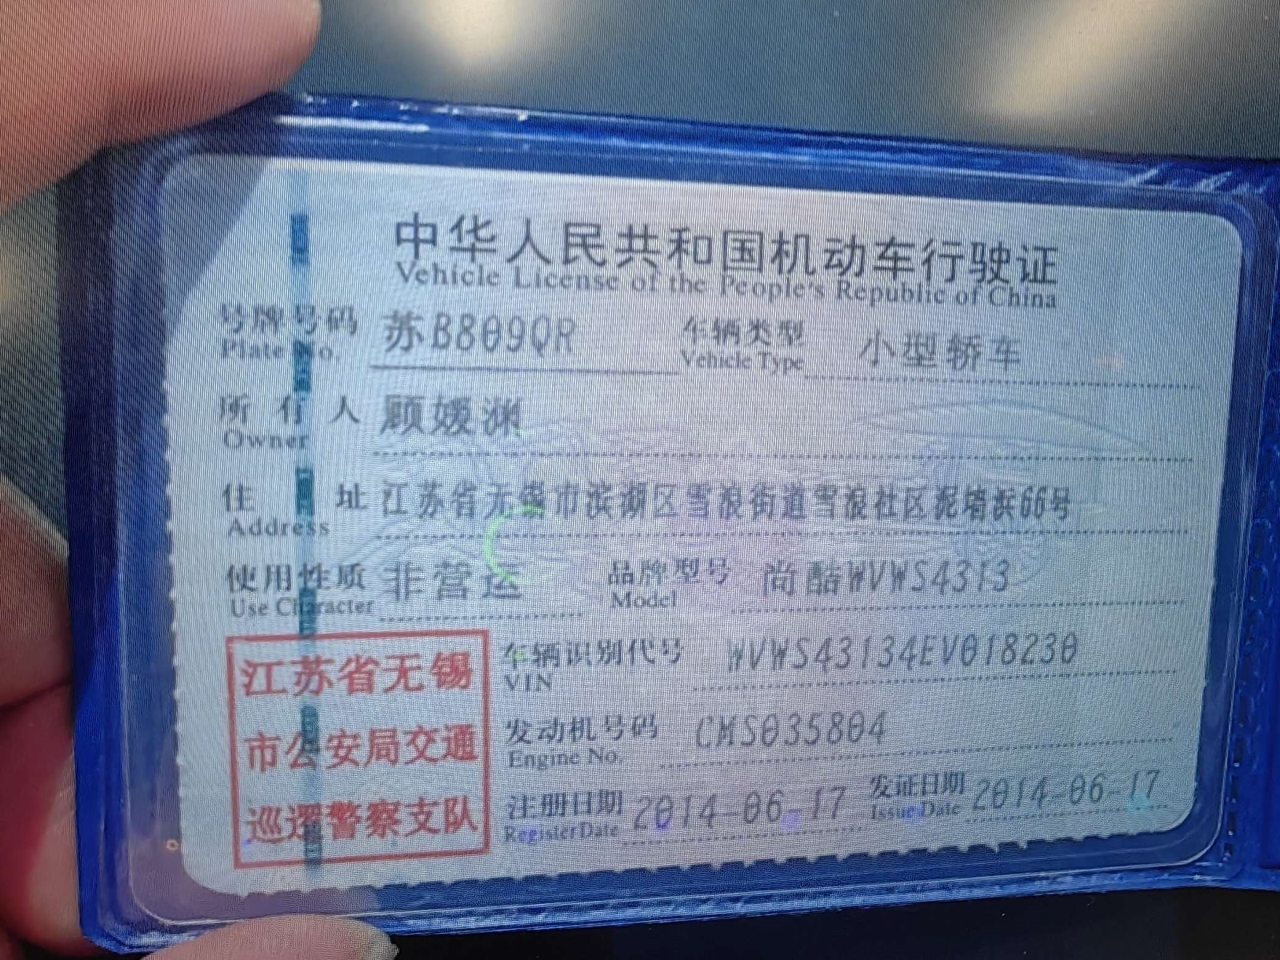 中华人民共和国机动车行驶证
Vehicle License of the People's Republic of China
号牌号码 苏B809QR 车辆类型 小型轿车
Plate No. Vehicle Type
所有人 顾媛渊
Owner
住址 江苏省无锡市滨湖区雪浪街道雪浪社区泥墙浜66号
Address
使用性质 非营运 品牌型号 尚酷WVWS4313
Use Character Model
车辆识别代号 WVWS43134EV018230
VIN
发动机号码 CMS035804
Engine No.
注册日期 2014-06-17 发证日期 2014-06-17
Register Date Issue Date
江苏省无锡
市公安局交通
巡逻警察支队